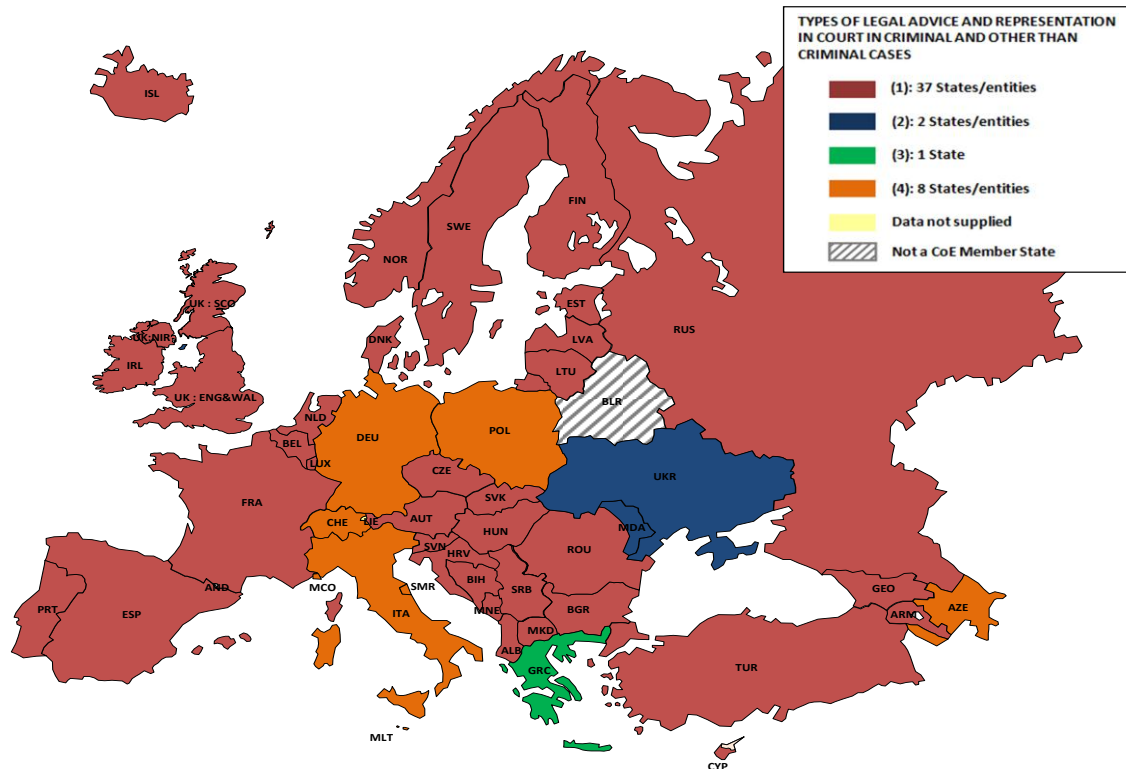 TYPES OF LEGAL ADVICE AND REPRESENTATION
IN COURT IN CRIMINAL AND OTHER THAN
CRIMINAL CASES
(1): 37 States/entities
(2): 2 States/entities
(3): 1 State
(4): 8 States/entities
Data not supplied
Not a CoE Member State
ISL
FIN
SWE
NOR
UK : SCO
EST
RUS
UK:NIR
DNK
LVA
IRL
LTU
UK : ENG&WAL
BLR
NLD
DEU
POL
BEL
LUX
CZE
UKR
FRA
SVK
CHE
LIE
AUT
MDA
HUN
SVN
ROU
HRV
AND
MCO
SMR
BIH
SRB
GEO
PRT
ESP
ITA
MNE
BGR
ARM
AZE
MKD
ALB
GRC
TUR
MLT
CYP